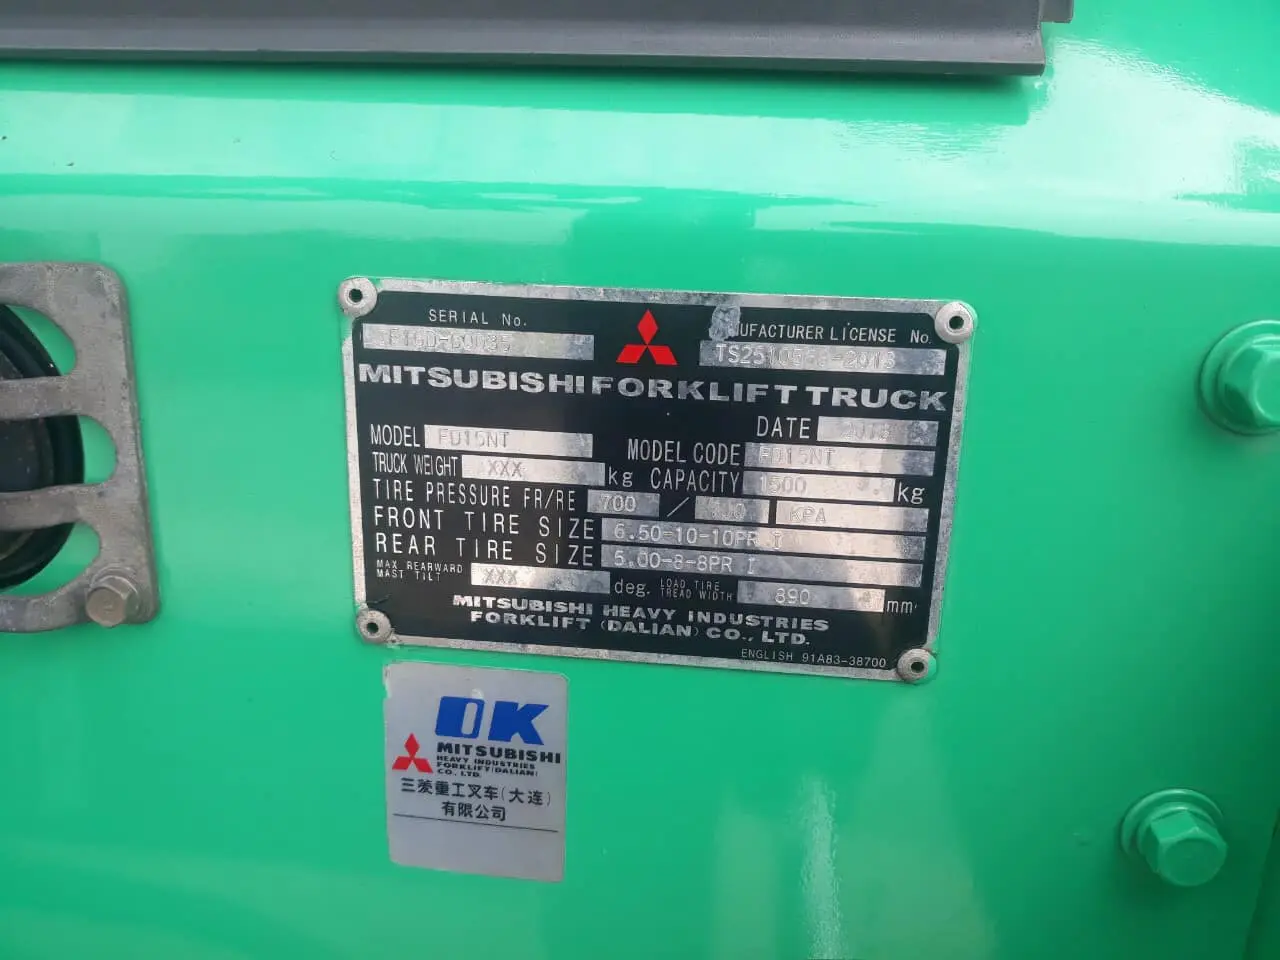 SERIAL No.
MANUFACTURER LICENSE No.
MITSUBISHI FORKLIFT TRUCK
DATE
MODEL FD15NT
MODEL CODE FD15NT
TRUCK WEIGHT XXX kg CAPACITY 1500 kg
TIRE PRESSURE FR/RE 700 / KPA
FRONT TIRE SIZE 6.50-10-10PR I
REAR TIRE SIZE 5.00-8-8PR I
MAX REARWARD MAST TILT XXX deg. LOAD TIRE TREAD WIDTH 890 mm
MITSUBISHI HEAVY INDUSTRIES
FORKLIFT (DALIAN) CO., LTD.
ENGLISH 91A83-38700
OK
MITSUBISHI
HEAVY INDUSTRIES
FORKLIFT(DALIAN)
CO., LTD.
三菱重工叉车(大连)
有限公司